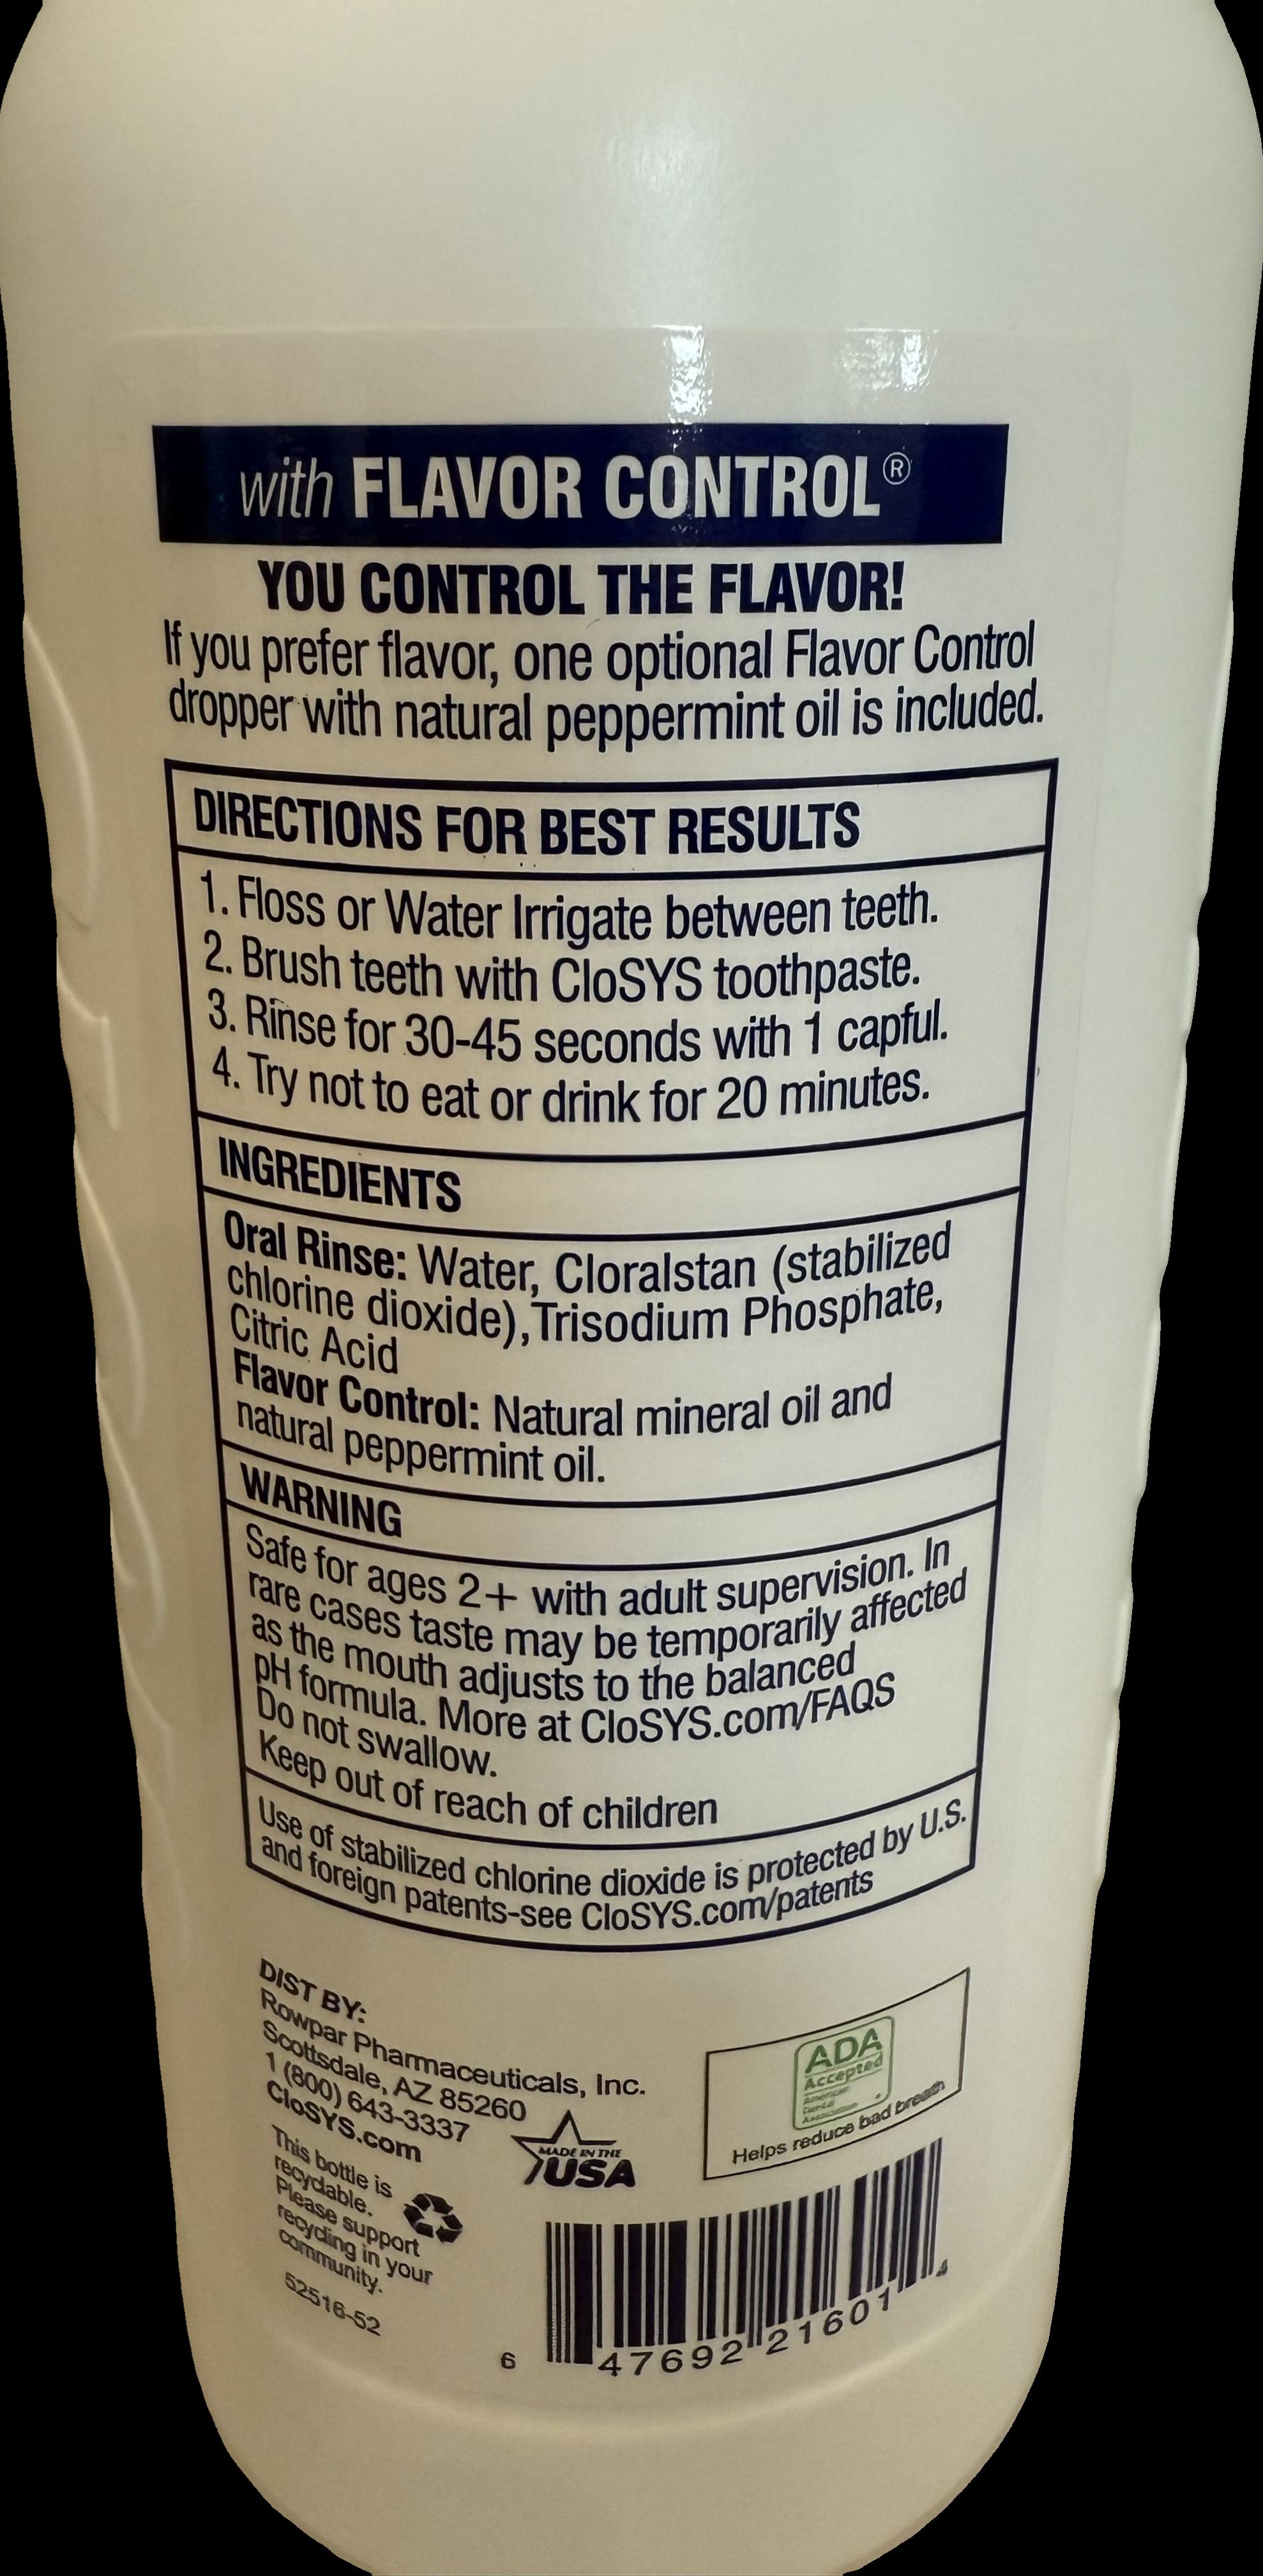 with FLAVOR CONTROL®
YOU CONTROL THE FLAVOR!
If you prefer flavor, one optional Flavor Control
dropper with natural peppermint oil is included.
DIRECTIONS FOR BEST RESULTS
1. Floss or Water Irrigate between teeth.
2. Brush teeth with CloSYS toothpaste.
3. Rinse for 30-45 seconds with 1 capful.
4. Try not to eat or drink for 20 minutes.
INGREDIENTS
Oral Rinse: Water, Cloralstan (stabilized
chlorine dioxide), Trisodium Phosphate,
Citric Acid
Flavor Control: Natural mineral oil and
natural peppermint oil.
WARNING
Safe for ages 2+ with adult supervision. In
rare cases taste may be temporarily affected
as the mouth adjusts to the balanced
pH formula. More at CloSYS.com/FAQS
Do not swallow.
Keep out of reach of children
Use of stabilized chlorine dioxide is protected by U.S.
and foreign patents-see CloSYS.com/patents
DIST BY:
Rowpar Pharmaceuticals, Inc.
Scottsdale, AZ 85260
1 (800) 643-3337
CloSYS.com
This bottle is
recyclable.
Please support
recycling in your
community.
52516-52
MADE IN THE
USA
ADA
Accepted
American
Dental
Association
Helps reduce bad breath
6 47692 21601 4